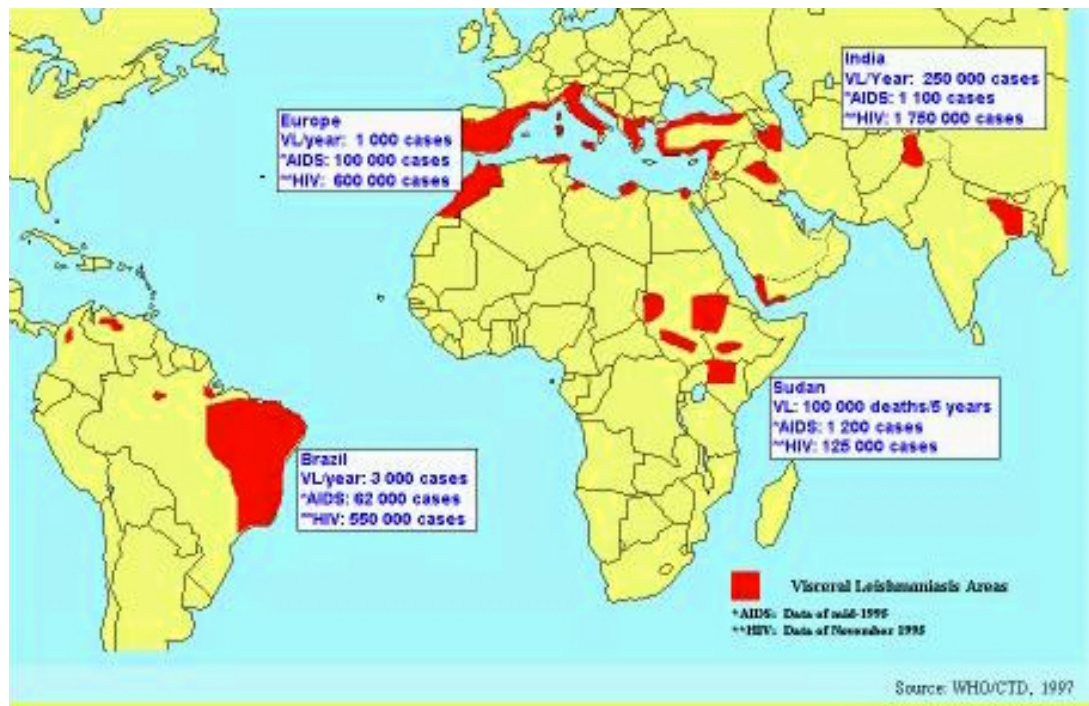 India
VL/Year: 250 000 cases
*AIDS: 1 100 cases
**HIV: 1 750 000 cases
Europe
VL/year: 1 000 cases
*AIDS: 100 000 cases
**HIV: 600 000 cases
Sudan
VL: 100 000 deaths/5 years
*AIDS: 1 200 cases
**HIV: 125 000 cases
Brazil
VL/year: 3 000 cases
*AIDS: 62 000 cases
**HIV: 550 000 cases
Visceral Leishmaniasis Areas
*AIDS: Data of mid-1995
**HIV: Data of November 1995
Source: WHO/CTD, 1997